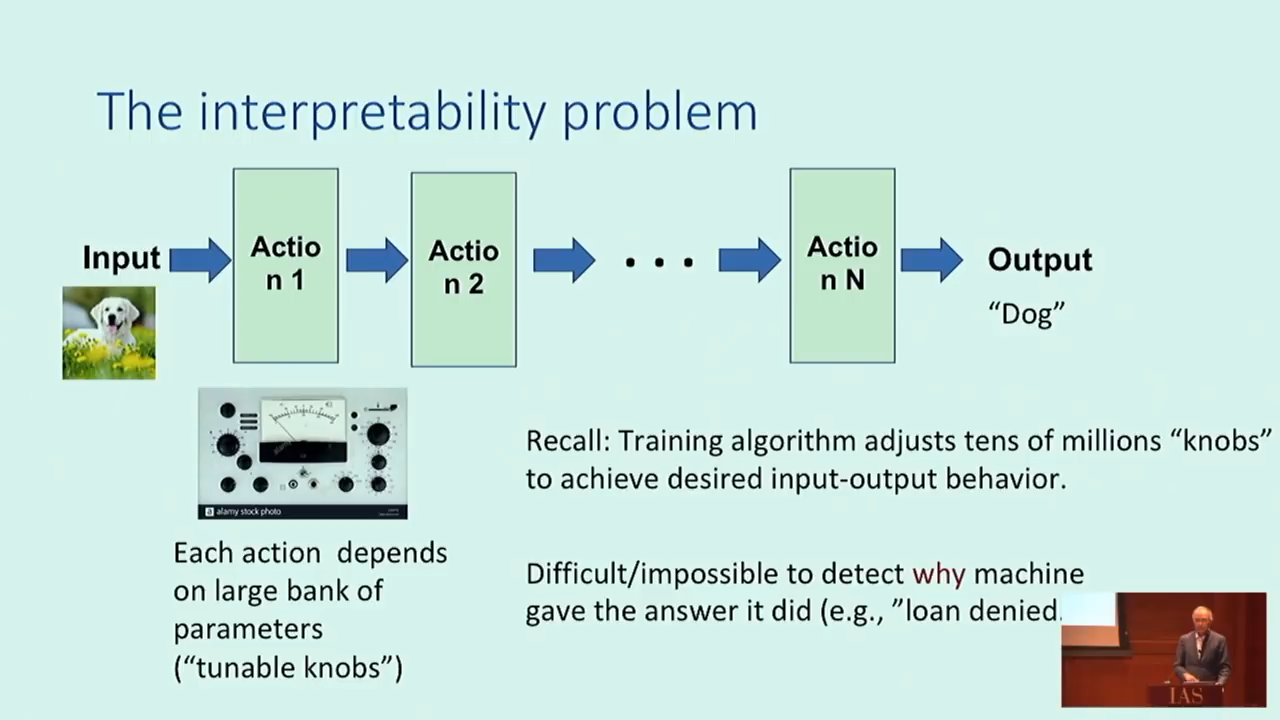 The interpretability problem
Input
Actio
n 1
Actio
n 2
. . .
Actio
n N
Output
“Dog”
a alamy stock photo
Recall: Training algorithm adjusts tens of millions “knobs”
to achieve desired input-output behavior.
Each action depends
on large bank of
parameters
(“tunable knobs”)
Difficult/impossible to detect why machine
gave the answer it did (e.g., ”loan denied.
IAS